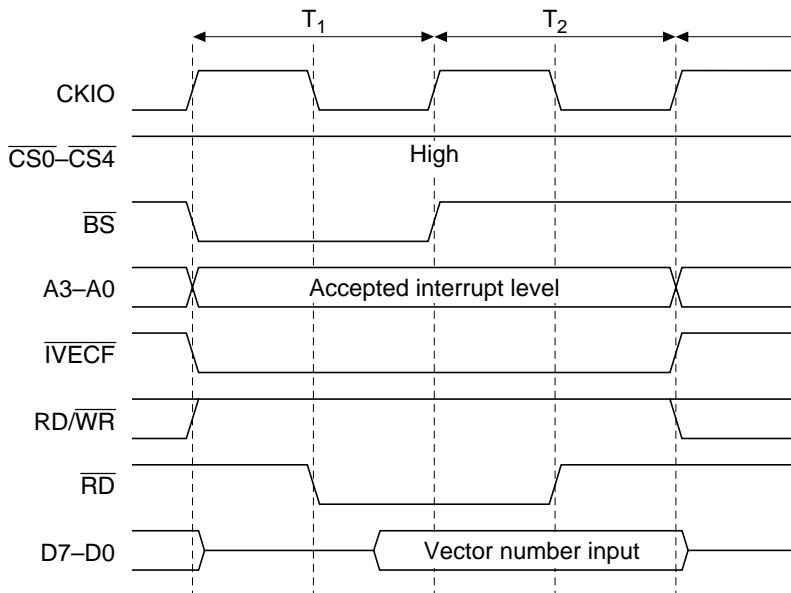 T1 T2
CKIO
CS0–CS4 High
BS
A3–A0 Accepted interrupt level
IVECF
RD/WR
RD
D7–D0 Vector number input